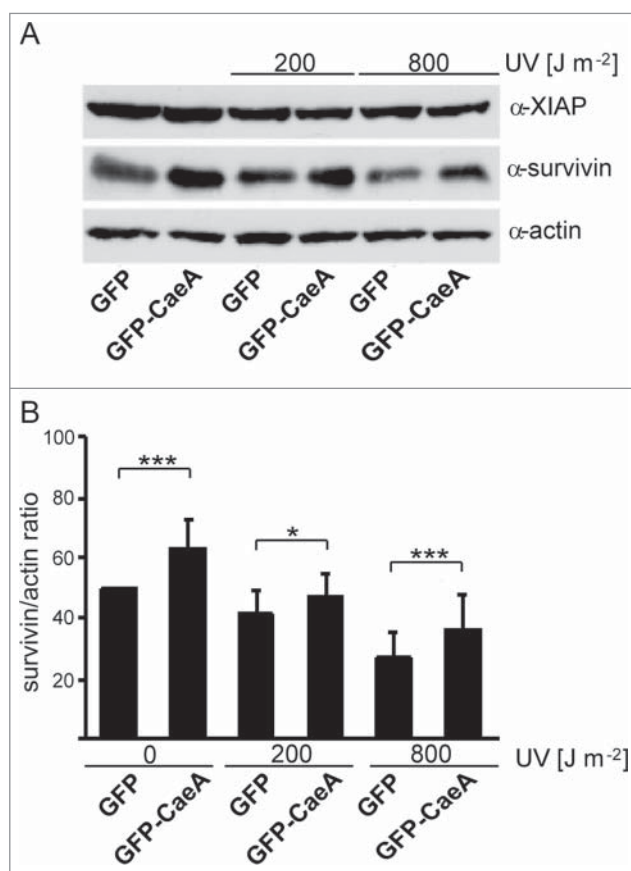 A
200 800 UV [J m-2]
α-XIAP
α-survivin
α-actin
GFP GFP-CaeA GFP GFP-CaeA GFP GFP-CaeA
B
survivin/actin ratio
100
80
60
40
20
*** * ***
0 200 800 UV [J m-2]
GFP GFP-CaeA GFP GFP-CaeA GFP GFP-CaeA